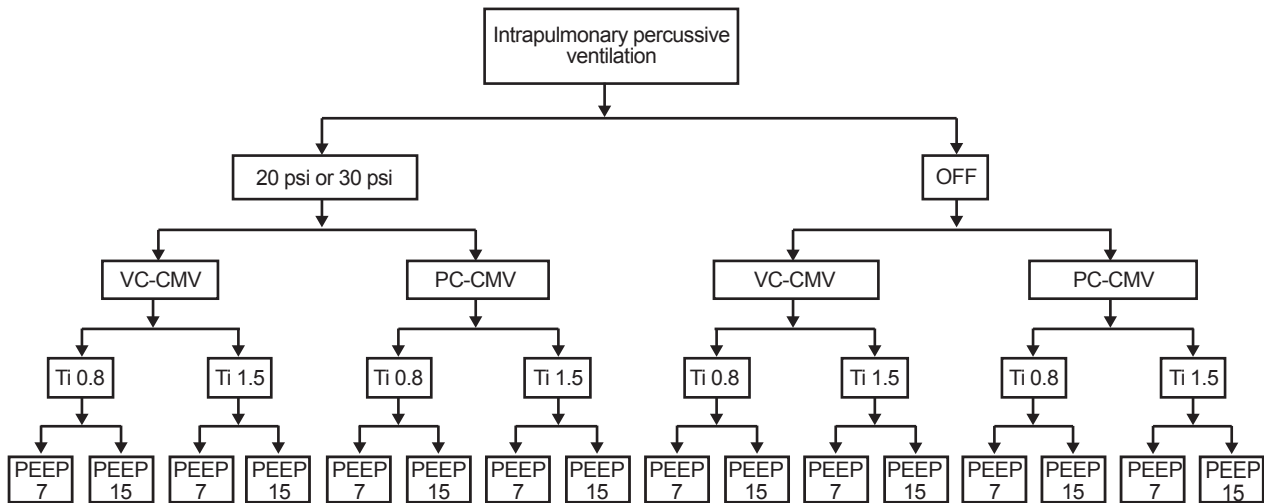 Intrapulmonary percussive
ventilation
20 psi or 30 psi
OFF
VC-CMV
PC-CMV
VC-CMV
PC-CMV
Ti 0.8
Ti 1.5
Ti 0.8
Ti 1.5
Ti 0.8
Ti 1.5
Ti 0.8
Ti 1.5
PEEP
7
PEEP
15
PEEP
7
PEEP
15
PEEP
7
PEEP
15
PEEP
7
PEEP
15
PEEP
7
PEEP
15
PEEP
7
PEEP
15
PEEP
7
PEEP
15
PEEP
7
PEEP
15